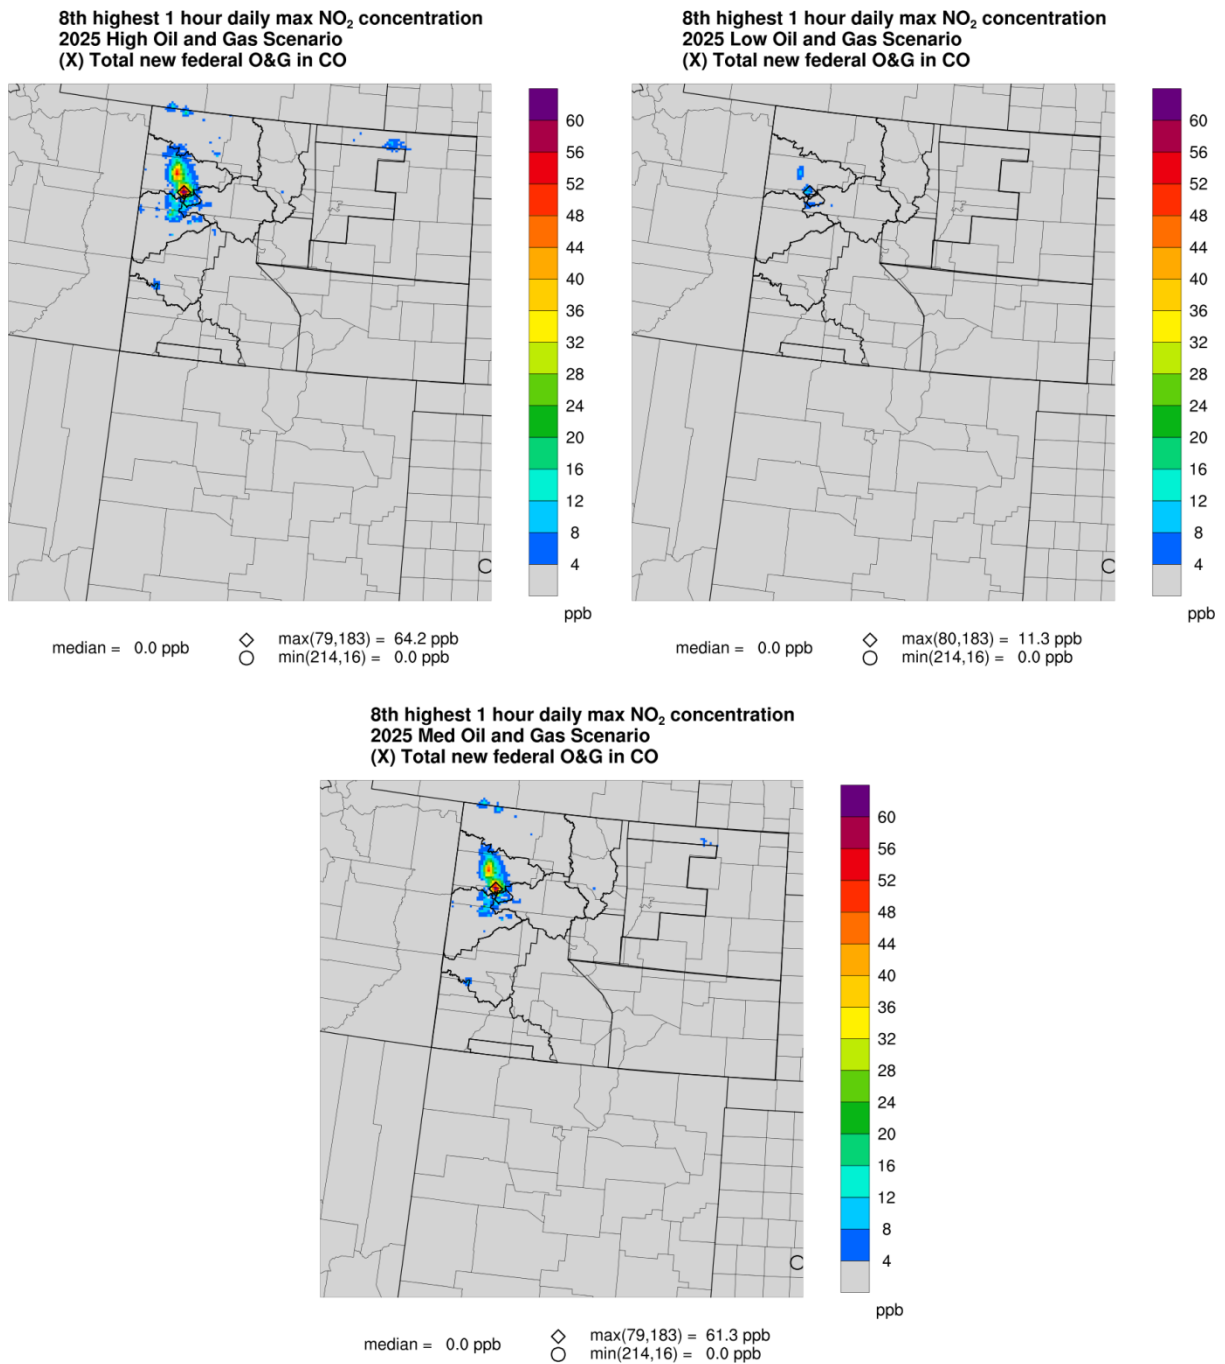 8th highest 1 hour daily max NO₂ concentration
2025 High Oil and Gas Scenario
(X) Total new federal O&G in CO
60
56
52
48
44
40
36
32
28
24
20
16
12
8
4
ppb
median = 0.0 ppb
max(79,183) = 64.2 ppb
min(214,16) = 0.0 ppb
8th highest 1 hour daily max NO₂ concentration
2025 Low Oil and Gas Scenario
(X) Total new federal O&G in CO
60
56
52
48
44
40
36
32
28
24
20
16
12
8
4
ppb
median = 0.0 ppb
max(80,183) = 11.3 ppb
min(214,16) = 0.0 ppb
8th highest 1 hour daily max NO₂ concentration
2025 Med Oil and Gas Scenario
(X) Total new federal O&G in CO
60
56
52
48
44
40
36
32
28
24
20
16
12
8
4
ppb
median = 0.0 ppb
max(79,183) = 61.3 ppb
min(214,16) = 0.0 ppb